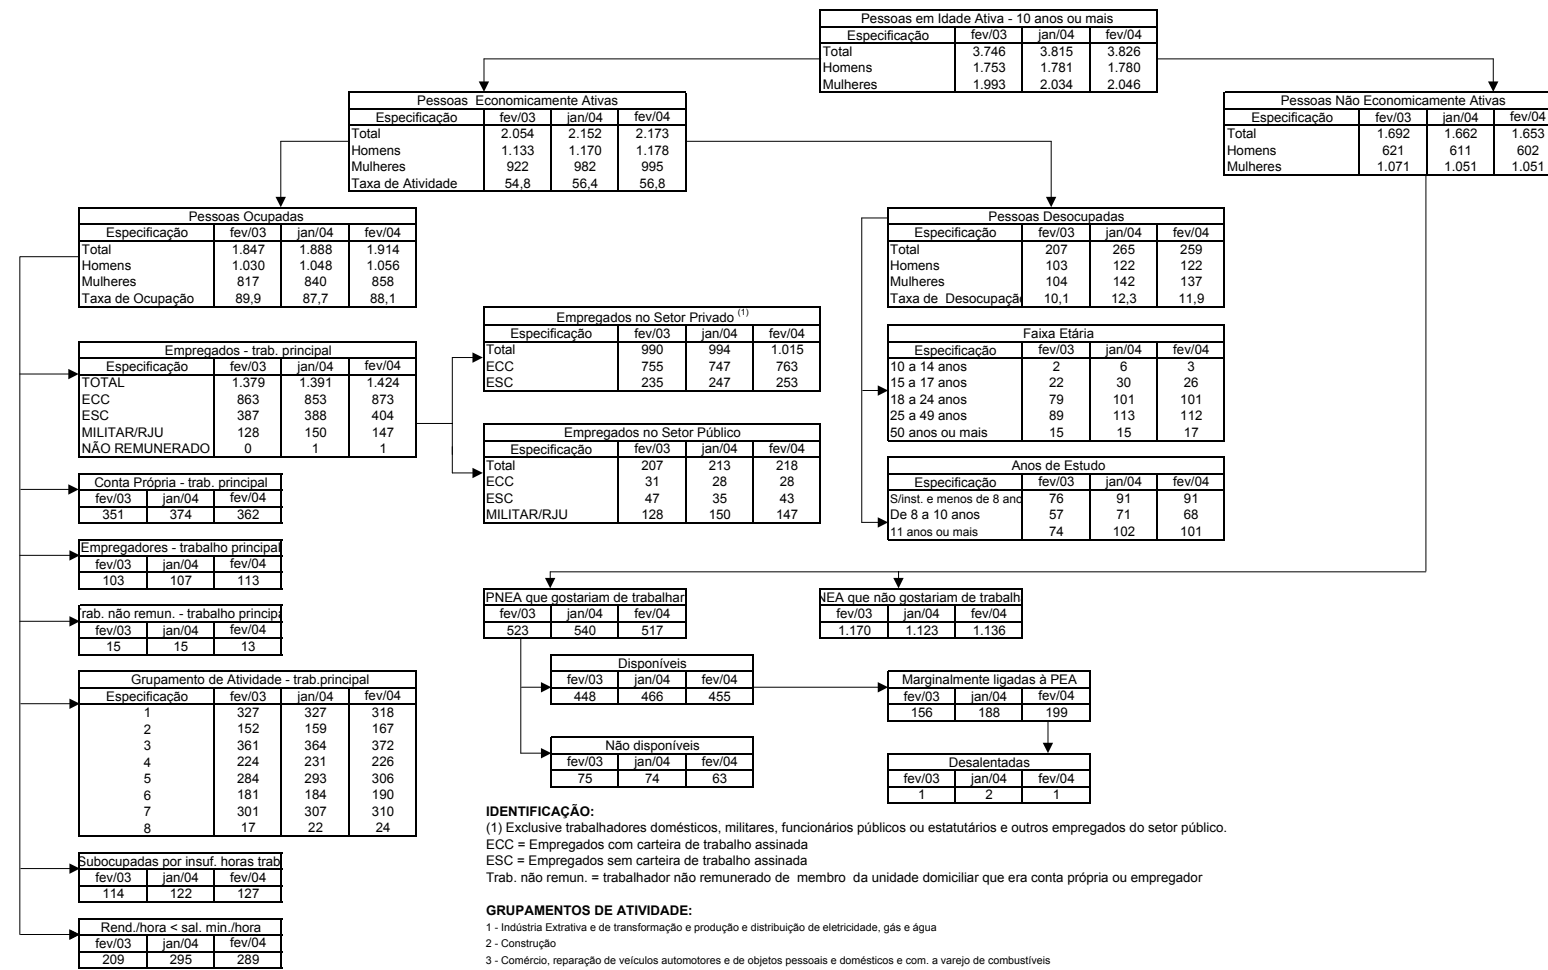 Pessoas em Idade Ativa - 10 anos ou mais
Especificação fev/03 jan/04 fev/04
Total 3.746 3.815 3.826
Homens 1.753 1.781 1.780
Mulheres 1.993 2.034 2.046
Pessoas Economicamente Ativas
Especificação fev/03 jan/04 fev/04
Total 2.054 2.152 2.173
Homens 1.133 1.170 1.178
Mulheres 922 982 995
Taxa de Atividade 54,8 56,4 56,8
Pessoas Não Economicamente Ativas
Especificação fev/03 jan/04 fev/04
Total 1.692 1.662 1.653
Homens 621 611 602
Mulheres 1.071 1.051 1.051
Pessoas Ocupadas
Especificação fev/03 jan/04 fev/04
Total 1.847 1.888 1.914
Homens 1.030 1.048 1.056
Mulheres 817 840 858
Taxa de Ocupação 89,9 87,7 88,1
Pessoas Desocupadas
Especificação fev/03 jan/04 fev/04
Total 207 265 259
Homens 103 122 122
Mulheres 104 142 137
Taxa de Desocupação 10,1 12,3 11,9
Empregados no Setor Privado (1)
Especificação fev/03 jan/04 fev/04
Total 990 994 1.015
ECC 755 747 763
ESC 235 247 253
Faixa Etária
Especificação fev/03 jan/04 fev/04
10 a 14 anos 2 6 3
15 a 17 anos 22 30 26
18 a 24 anos 79 101 101
25 a 49 anos 89 113 112
50 anos ou mais 15 15 17
Empregados - trab. principal
Especificação fev/03 jan/04 fev/04
TOTAL 1.379 1.391 1.424
ECC 863 853 873
ESC 387 388 404
MILITAR/RJU 128 150 147
NÃO REMUNERADO 0 1 1
Empregados no Setor Público
Especificação fev/03 jan/04 fev/04
Total 207 213 218
ECC 31 28 28
ESC 47 35 43
MILITAR/RJU 128 150 147
Anos de Estudo
Especificação fev/03 jan/04 fev/04
S/inst. e menos de 8 ano 76 91 91
De 8 a 10 anos 57 71 68
11 anos ou mais 74 102 101
Conta Própria - trab. principal
fev/03 jan/04 fev/04
351 374 362
Empregadores - trabalho principal
fev/03 jan/04 fev/04
103 107 113
Trab. não remun. - trabalho principa
fev/03 jan/04 fev/04
15 15 13
PNEA que gostariam de trabalhar
fev/03 jan/04 fev/04
523 540 517
NEA que não gostariam de trabalh
fev/03 jan/04 fev/04
1.170 1.123 1.136
Disponíveis
fev/03 jan/04 fev/04
448 466 455
Marginalmente ligadas à PEA
fev/03 jan/04 fev/04
156 188 199
Não disponíveis
fev/03 jan/04 fev/04
75 74 63
Desalentadas
fev/03 jan/04 fev/04
1 2 1
Grupamento de Atividade - trab.principal
Especificação fev/03 jan/04 fev/04
1 327 327 318
2 152 159 167
3 361 364 372
4 224 231 226
5 284 293 306
6 181 184 190
7 301 307 310
8 17 22 24
Subocupadas por insuf. horas trab
fev/03 jan/04 fev/04
114 122 127
Rend./hora < sal. min./hora
fev/03 jan/04 fev/04
209 295 289
IDENTIFICAÇÃO:
(1) Exclusive trabalhadores domésticos, militares, funcionários públicos ou estatutários e outros empregados do setor público.
ECC = Empregados com carteira de trabalho assinada
ESC = Empregados sem carteira de trabalho assinada
Trab. não remun. = trabalhador não remunerado de membro da unidade domiciliar que era conta própria ou empregador
GRUPAMENTOS DE ATIVIDADE:
1 - Indústria Extrativa e de transformação e produção e distribuição de eletricidade, gás e água
2 - Construção
3 - Comércio, reparação de veículos automotores e de objetos pessoais e domésticos e com. a varejo de combustíveis